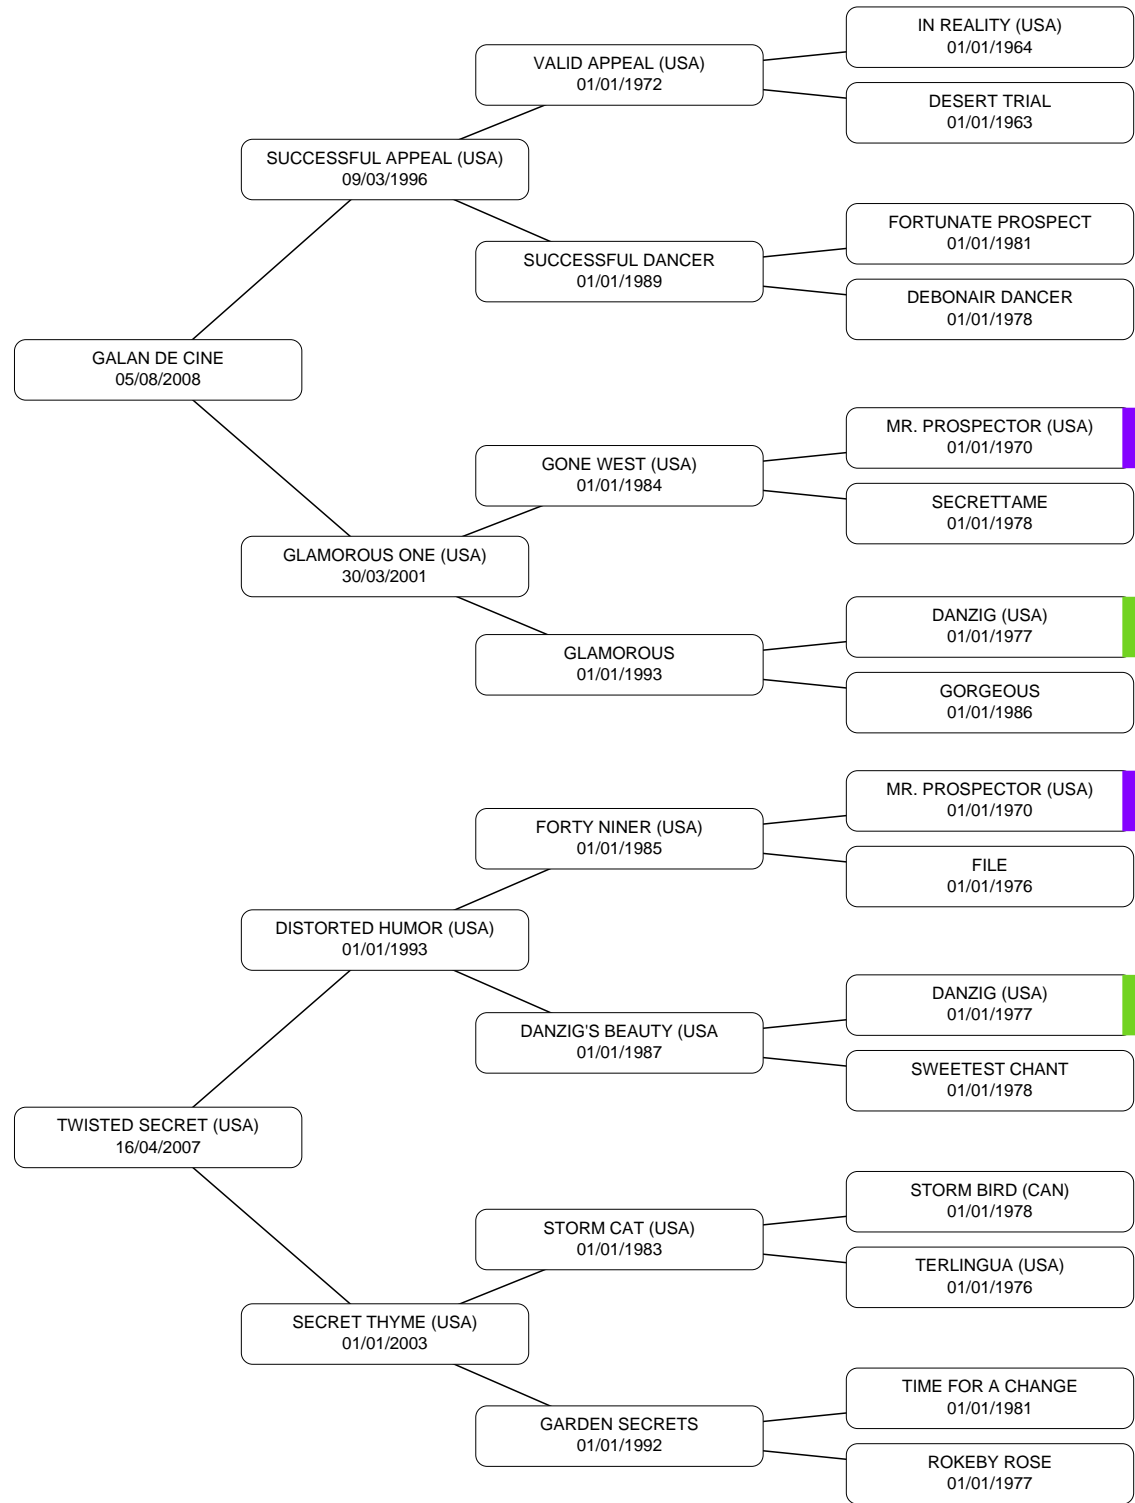 IN REALITY (USA)
01/01/1964
VALID APPEAL (USA)
01/01/1972
DESERT TRIAL
01/01/1963
SUCCESSFUL APPEAL (USA)
09/03/1996
FORTUNATE PROSPECT
01/01/1981
SUCCESSFUL DANCER
01/01/1989
DEBONAIR DANCER
01/01/1978
GALAN DE CINE
05/08/2008
MR. PROSPECTOR (USA)
01/01/1970
GONE WEST (USA)
01/01/1984
SECRETTAME
01/01/1978
GLAMOROUS ONE (USA)
30/03/2001
DANZIG (USA)
01/01/1977
GLAMOROUS
01/01/1993
GORGEOUS
01/01/1986
MR. PROSPECTOR (USA)
01/01/1970
FORTY NINER (USA)
01/01/1985
FILE
01/01/1976
DISTORTED HUMOR (USA)
01/01/1993
DANZIG (USA)
01/01/1977
DANZIG'S BEAUTY (USA
01/01/1987
SWEETEST CHANT
01/01/1978
TWISTED SECRET (USA)
16/04/2007
STORM BIRD (CAN)
01/01/1978
STORM CAT (USA)
01/01/1983
TERLINGUA (USA)
01/01/1976
SECRET THYME (USA)
01/01/2003
TIME FOR A CHANGE
01/01/1981
GARDEN SECRETS
01/01/1992
ROKEBY ROSE
01/01/1977